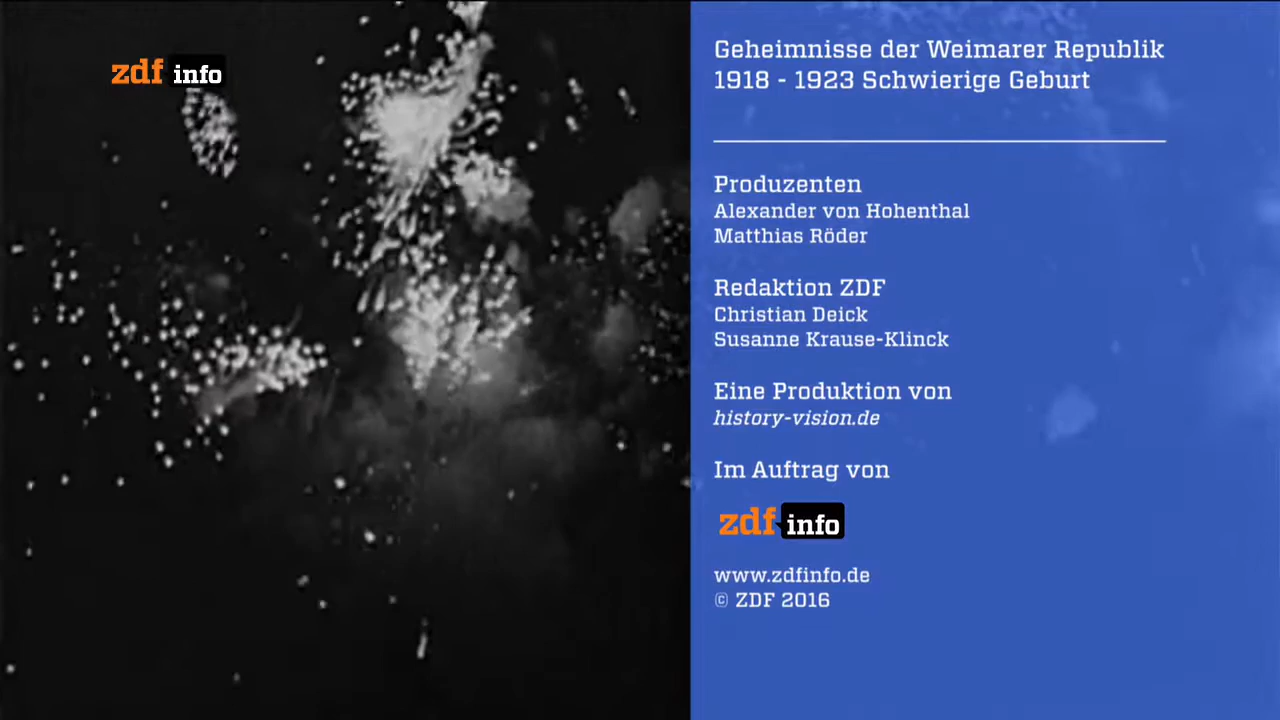 zdf info
Geheimnisse der Weimarer Republik
1918 - 1923 Schwierige Geburt
Produzenten
Alexander von Hohenthal
Matthias Röder
Redaktion ZDF
Christian Deick
Susanne Krause-Klinck
Eine Produktion von
history-vision.de
Im Auftrag von
zdf info
www.zdfinfo.de
© ZDF 2016